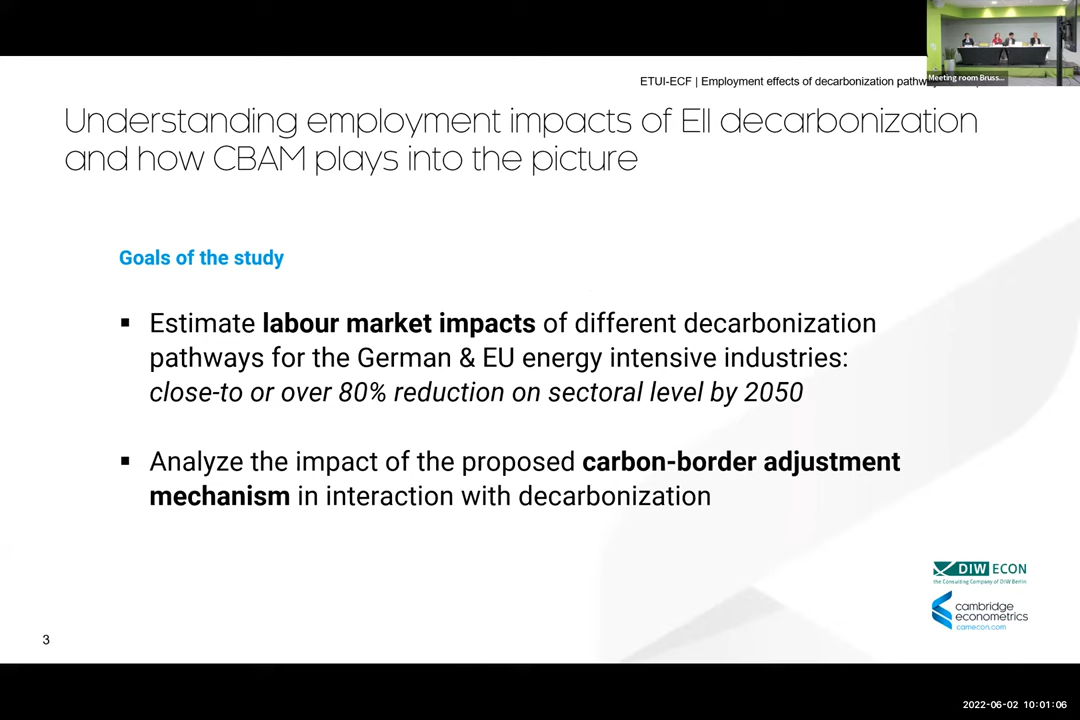 Meeting room Bruss...
ETUI-ECF | Employment effects of decarbonization
Understanding employment impacts of EII decarbonization
and how CBAM plays into the picture
Goals of the study
▪ Estimate labour market impacts of different decarbonization
pathways for the German & EU energy intensive industries:
close-to or over 80% reduction on sectoral level by 2050
▪ Analyze the impact of the proposed carbon-border adjustment
mechanism in interaction with decarbonization
DIW ECON
the Consulting Company of DIW Berlin
cambridge
econometrics
camecon.com
3
2022-06-02 10:01:06